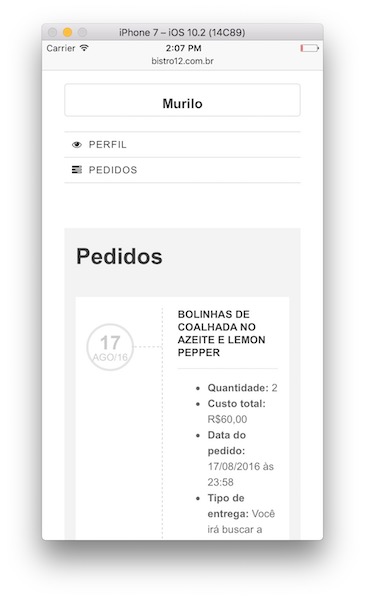 iPhone 7 – iOS 10.2 (14C89)
Carrier 2:07 PM
bistro12.com.br
Murilo
PERFIL
PEDIDOS
Pedidos
17
AGO/16
BOLINHAS DE
COALHADA NO
AZEITE E LEMON
PEPPER
Quantidade: 2
Custo total:
R$60,00
Data do
pedido:
17/08/2016 às
23:58
Tipo de
entrega: Você
irá buscar a